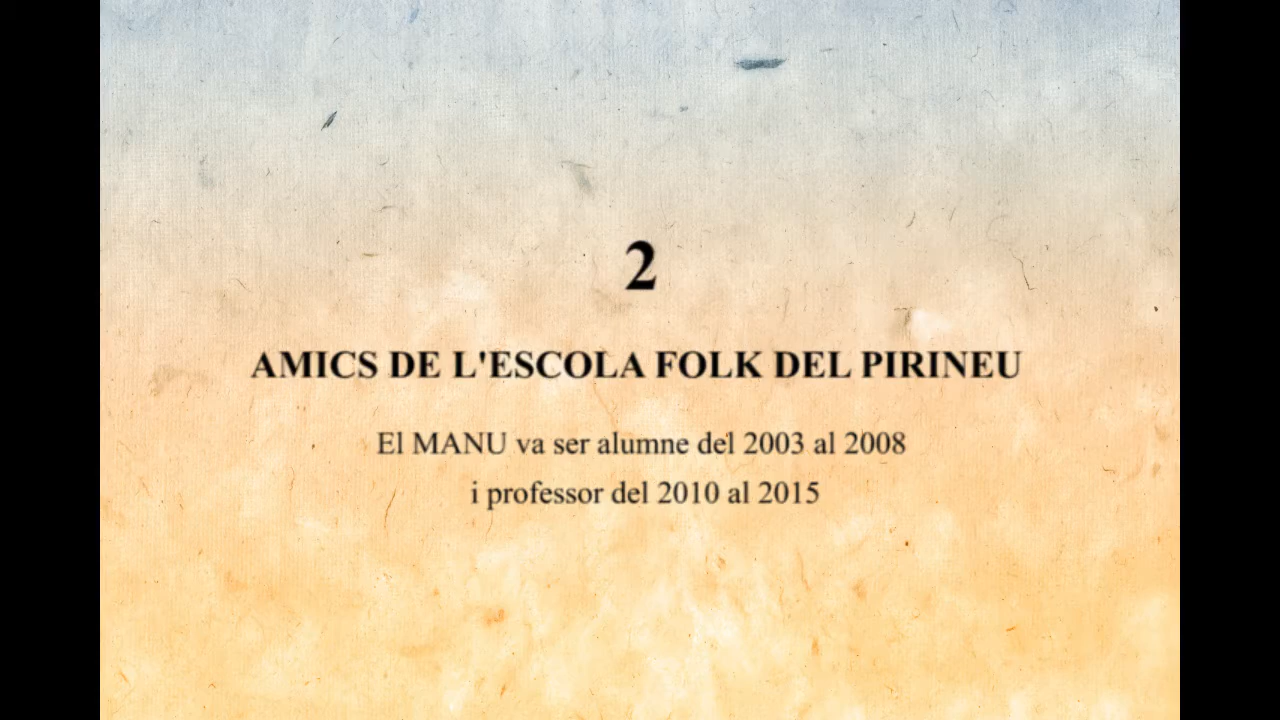 2
AMICS DE L'ESCOLA FOLK DEL PIRINEU
El MANU va ser alumne del 2003 al 2008
i professor del 2010 al 2015